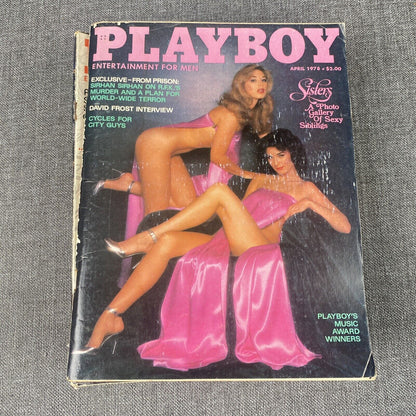 PLAYBOY
ENTERTAINMENT FOR MEN
APRIL 1978 • $2.00
EXCLUSIVE—FROM PRISON:
SIRHAN SIRHAN ON R.F.K.'S
MURDER AND A PLAN FOR
WORLD-WIDE TERROR
DAVID FROST INTERVIEW
CYCLES FOR
CITY GUYS
Sisters
A Photo
Gallery
Of Sexy
Siblings
PLAYBOY'S
MUSIC
AWARD
WINNERS